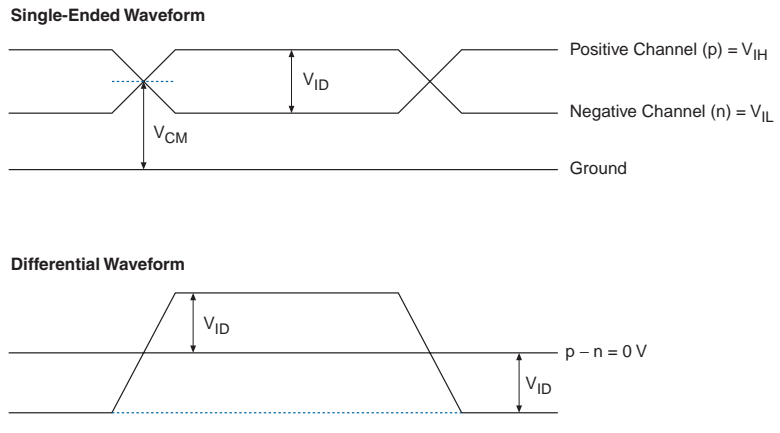 Single-Ended Waveform
Positive Channel (p) = VIH
VID
Negative Channel (n) = VIL
VCM
Ground
Differential Waveform
VID
p − n = 0 V
VID